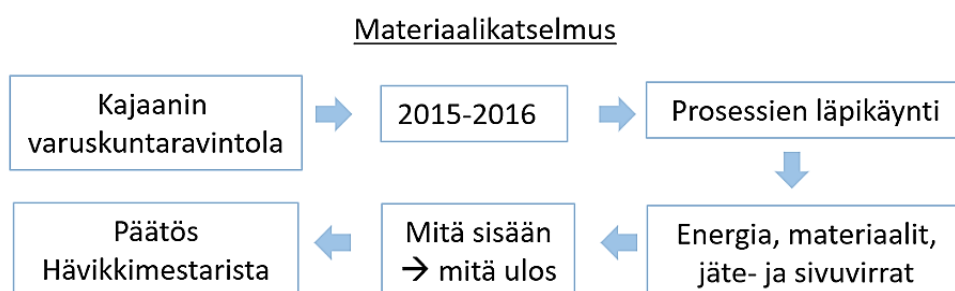 Materiaalikatselmus
Kajaanin
varuskuntaravintola
2015-2016
Prosessien läpikäynti
Energia, materiaalit,
jäte- ja sivuvirrat
Mitä sisään
→ mitä ulos
Päätös
Hävikkimestarista